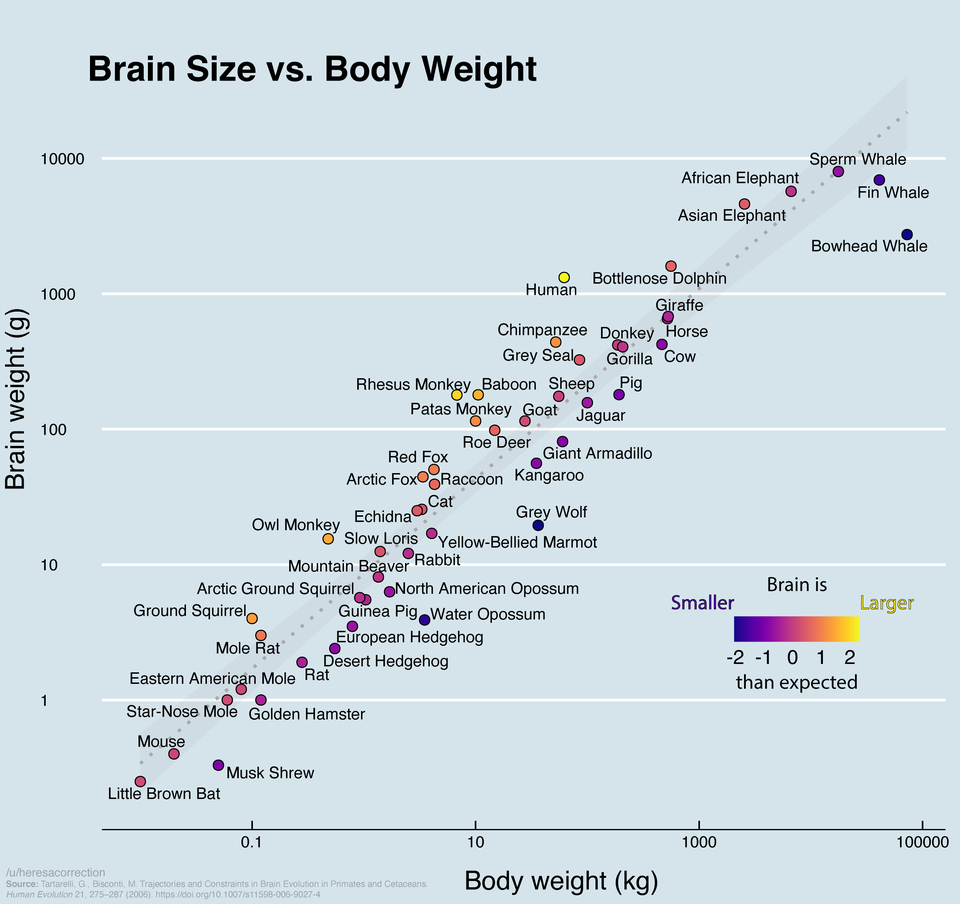 Brain Size vs. Body Weight
10000
Sperm Whale
African Elephant
Fin Whale
Asian Elephant
Bowhead Whale
Bottlenose Dolphin
1000
Human
Giraffe
Chimpanzee
Donkey
Horse
Grey Seal
Gorilla
Cow
Rhesus Monkey
Baboon
Sheep
Pig
Patas Monkey
Goat
Jaguar
100
Roe Deer
Giant Armadillo
Red Fox
Kangaroo
Arctic Fox
Raccoon
Cat
Echidna
Grey Wolf
Owl Monkey
Slow Loris
Yellow-Bellied Marmot
Rabbit
10
Mountain Beaver
Arctic Ground Squirrel
North American Opossum
Ground Squirrel
Guinea Pig
Water Opossum
European Hedgehog
Mole Rat
Desert Hedgehog
Rat
Eastern American Mole
1
Star-Nose Mole
Golden Hamster
Mouse
Musk Shrew
Little Brown Bat
Brain is
Smaller
Larger
-2 -1 0 1 2
than expected
Brain weight (g)
0.1 10 1000 100000
Body weight (kg)
/u/heresacorrection
Source: Tartarelli, G., Bisconti, M. Trajectories and Constraints in Brain Evolution in Primates and Cetaceans.
Human Evolution 21, 275–287 (2006). https://doi.org/10.1007/s11598-006-9027-4